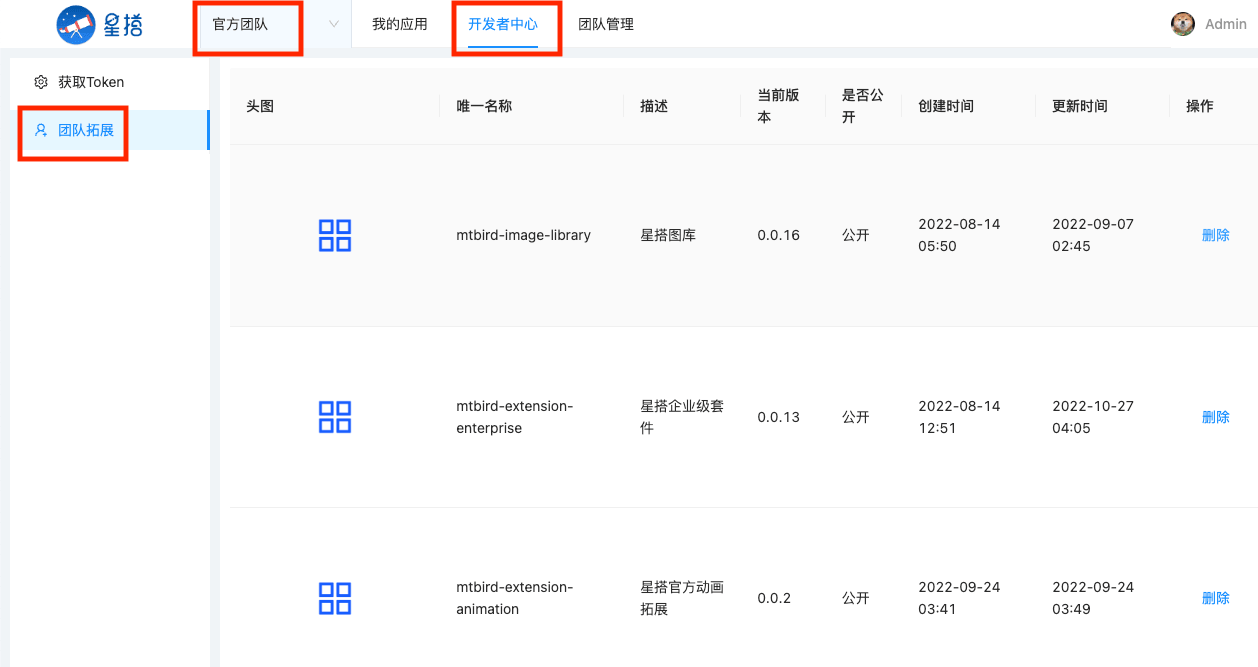 星搭
官方团队
我的应用
开发者中心
团队管理
Admin
获取Token
团队拓展
头图
唯一名称
描述
当前版
本
是否公
开
创建时间
更新时间
操作
mtbird-image-library
星搭图库
0.0.16
公开
2022-08-14
05:50
2022-09-07
02:45
删除
mtbird-extension-
enterprise
星搭企业级套
件
0.0.13
公开
2022-08-14
12:51
2022-10-27
04:05
删除
mtbird-extension-
animation
星搭官方动画
拓展
0.0.2
公开
2022-09-24
03:41
2022-09-24
03:49
删除